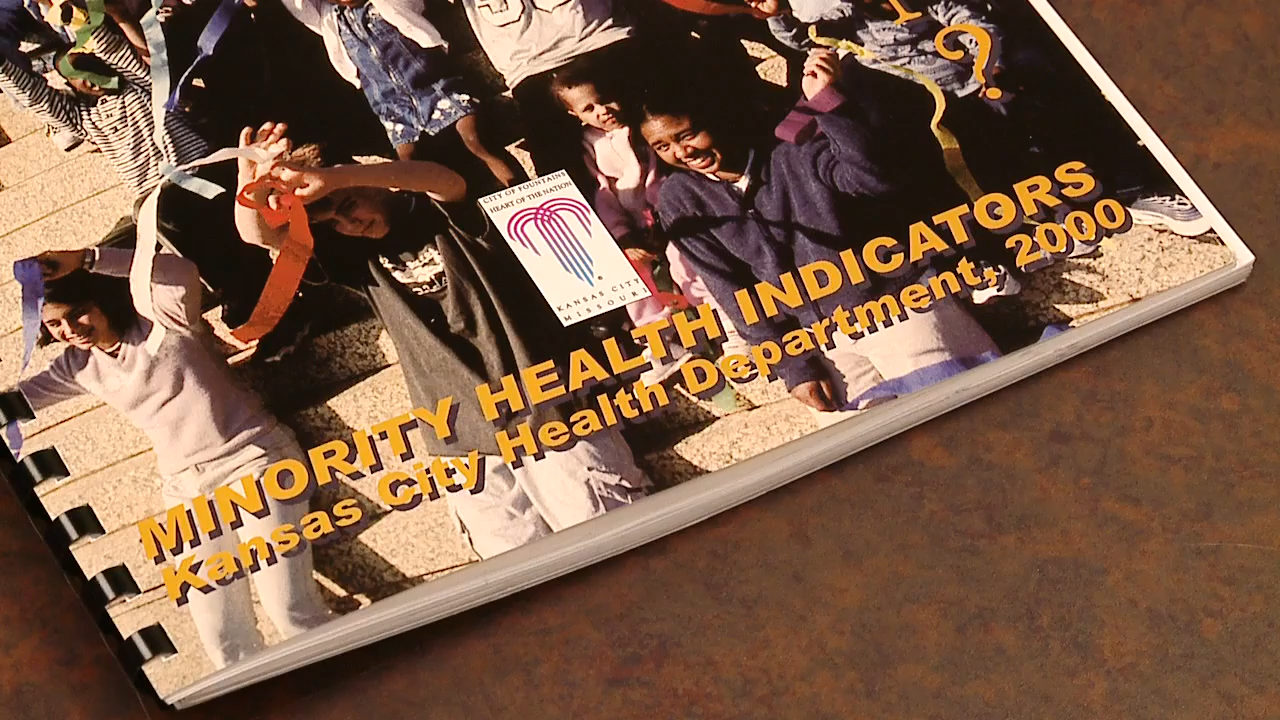 ?
CITY OF FOUNTAINS
HEART OF THE NATION
KANSAS CITY
MISSOURI
MINORITY HEALTH INDICATORS
Kansas City Health Department, 2000